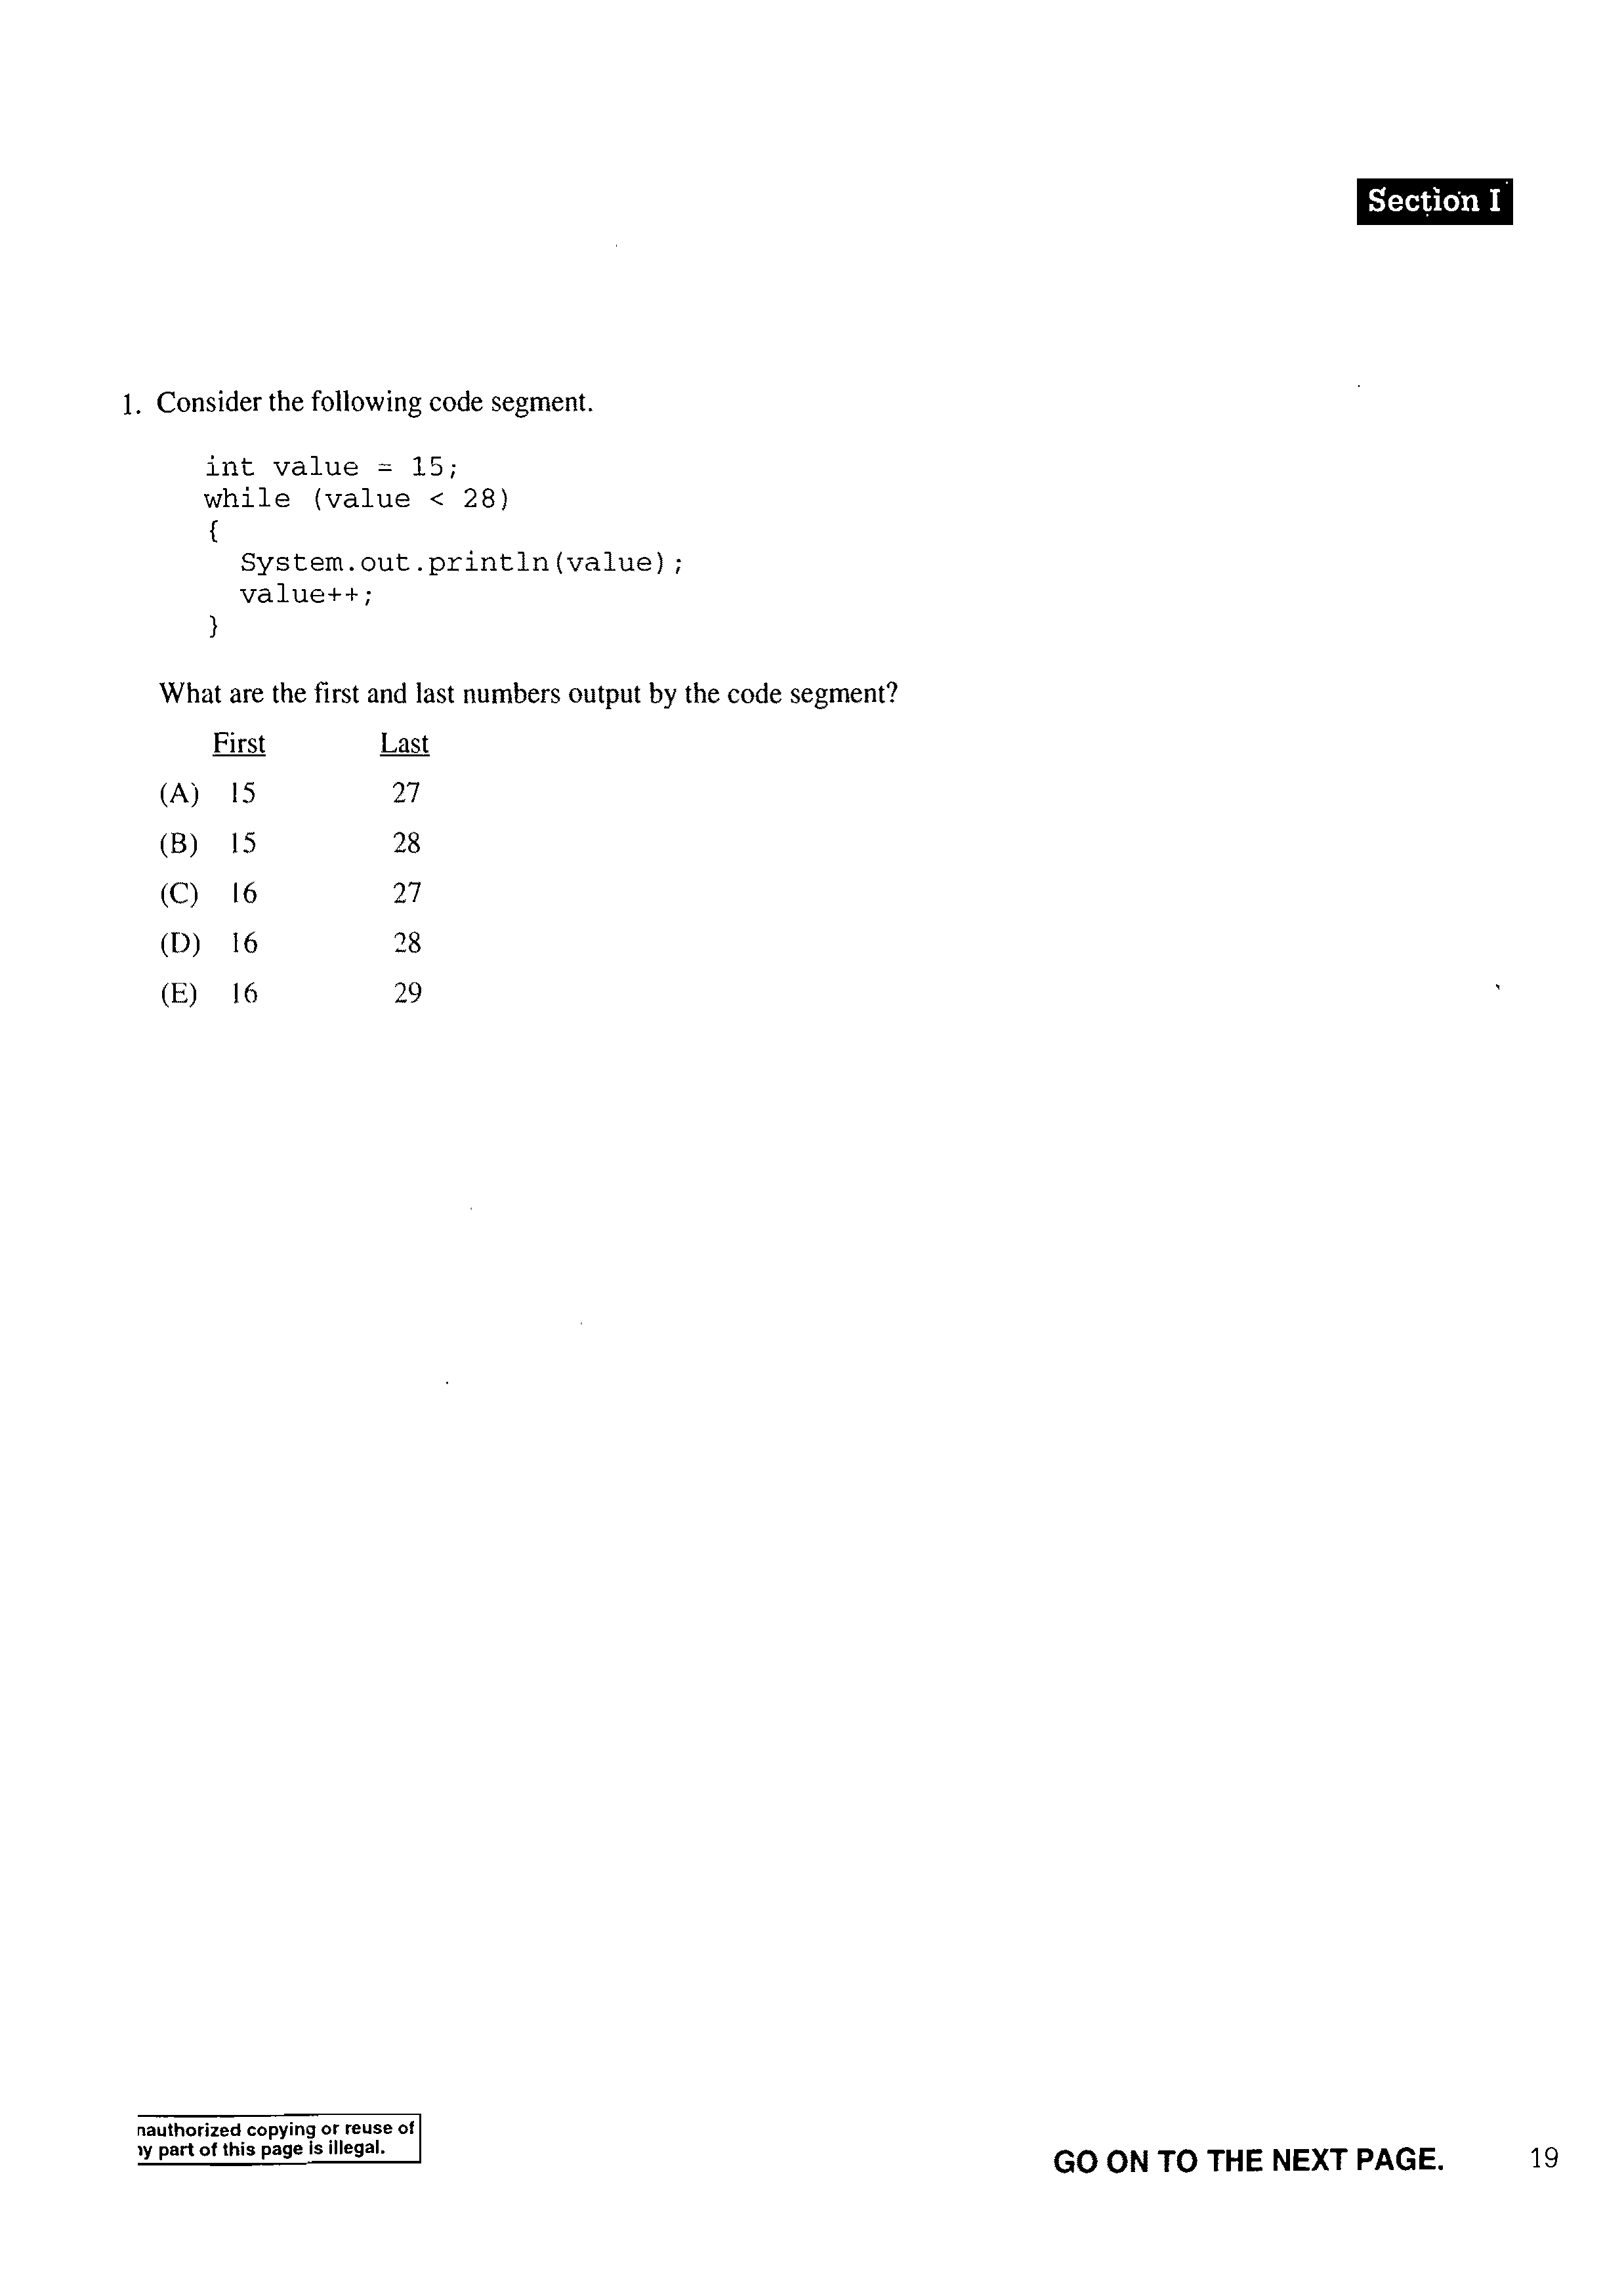 Section I
1. Consider the following code segment.
int value = 15;
while (value < 28)
{
System.out.println(value);
value++;
}
What are the first and last numbers output by the code segment?
First Last
(A) 15 27
(B) 15 28
(C) 16 27
(D) 16 28
(E) 16 29
nauthorized copying or reuse of
y part of this page is illegal.
GO ON TO THE NEXT PAGE. 19